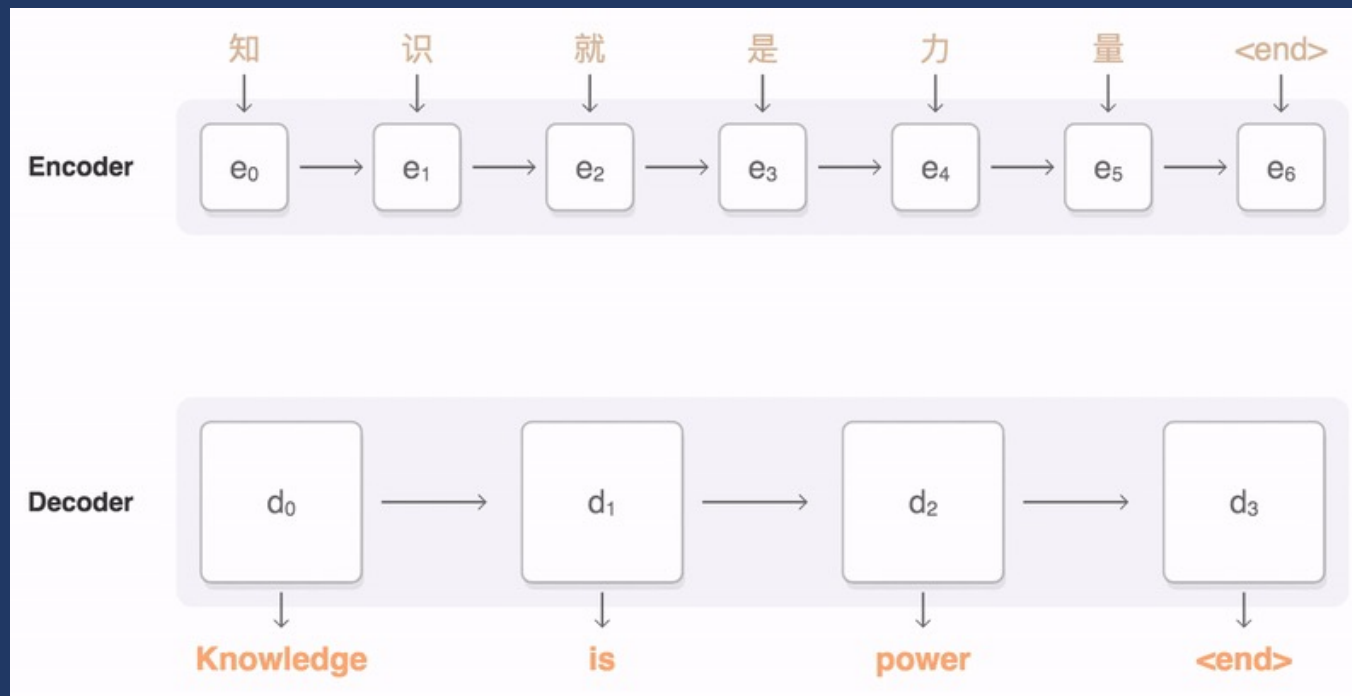 知 识 就 是 力 量 <end>
Encoder e₀ e₁ e₂ e₃ e₄ e₅ e₆
Decoder d₀ d₁ d₂ d₃
Knowledge is power <end>